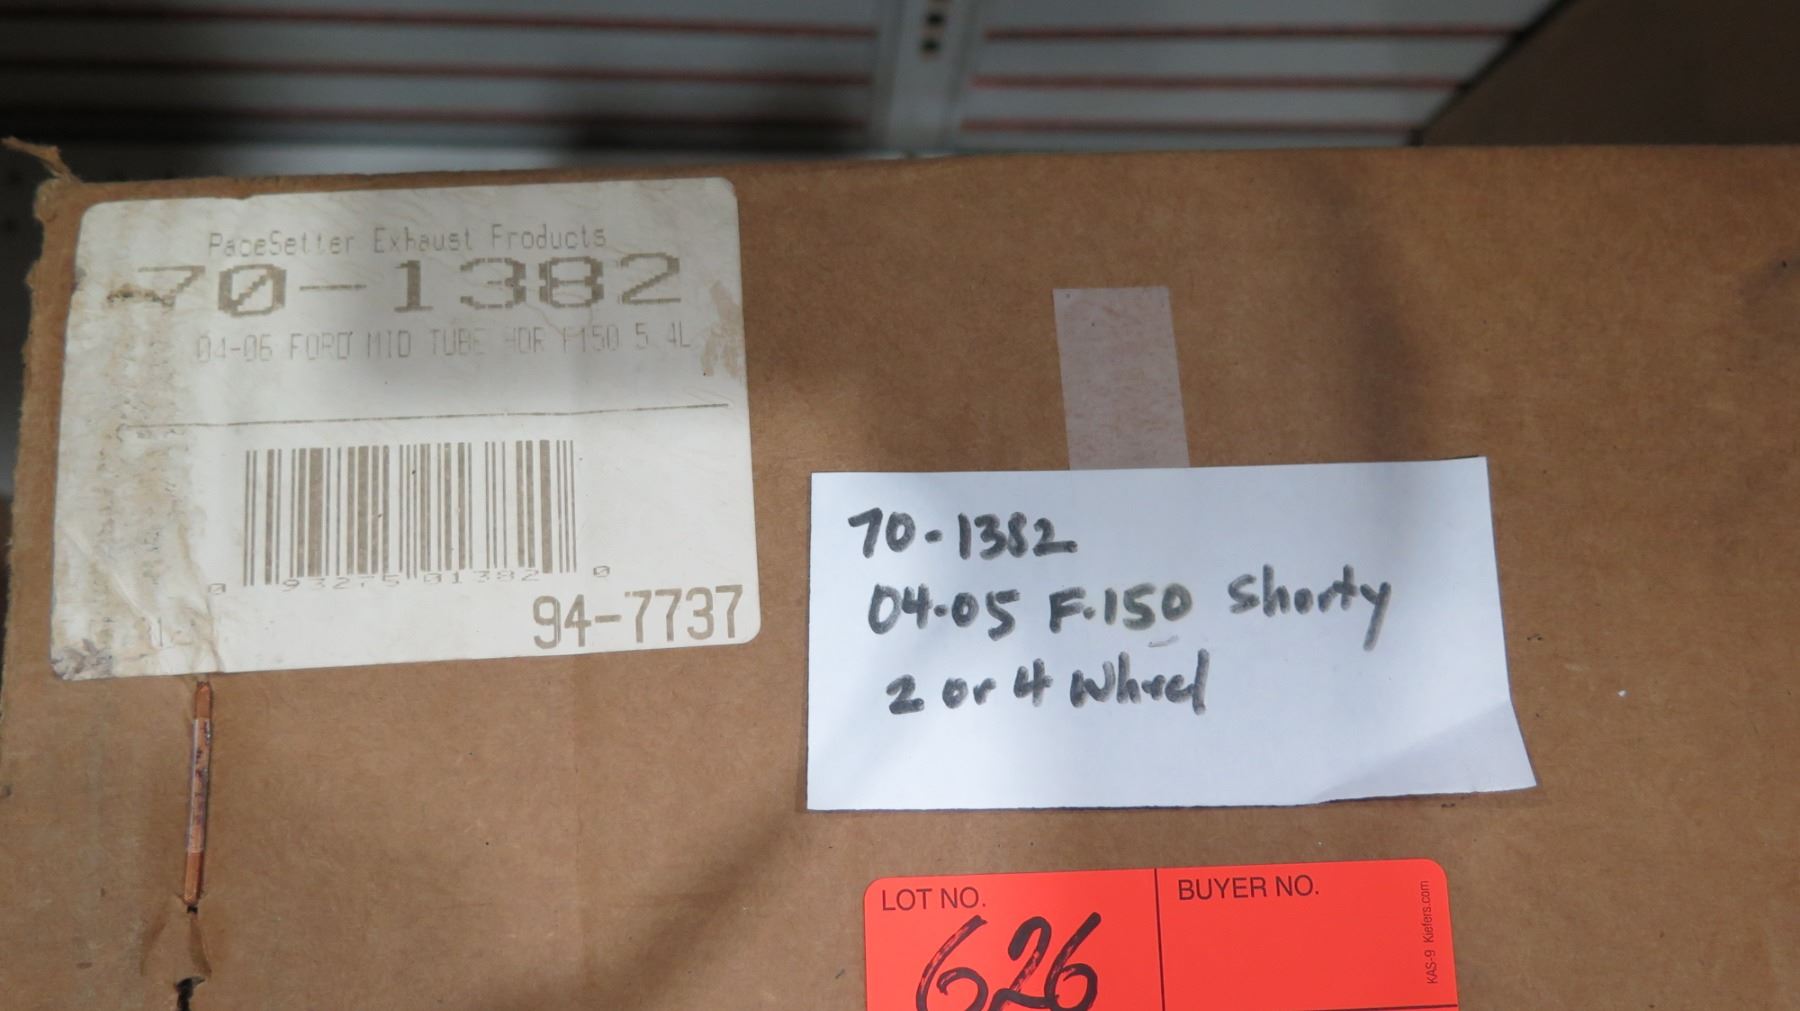 PaceSetter Exhaust Products
70-1382
04-06 FORD MID TUBE HDR F150 5.4L
0 93275 01382 0
94-7737
70-1382
04-05 F-150 Shorty
2 or 4 Wheel
LOT NO.
626
BUYER NO.
KAS-9 Kiefers.com